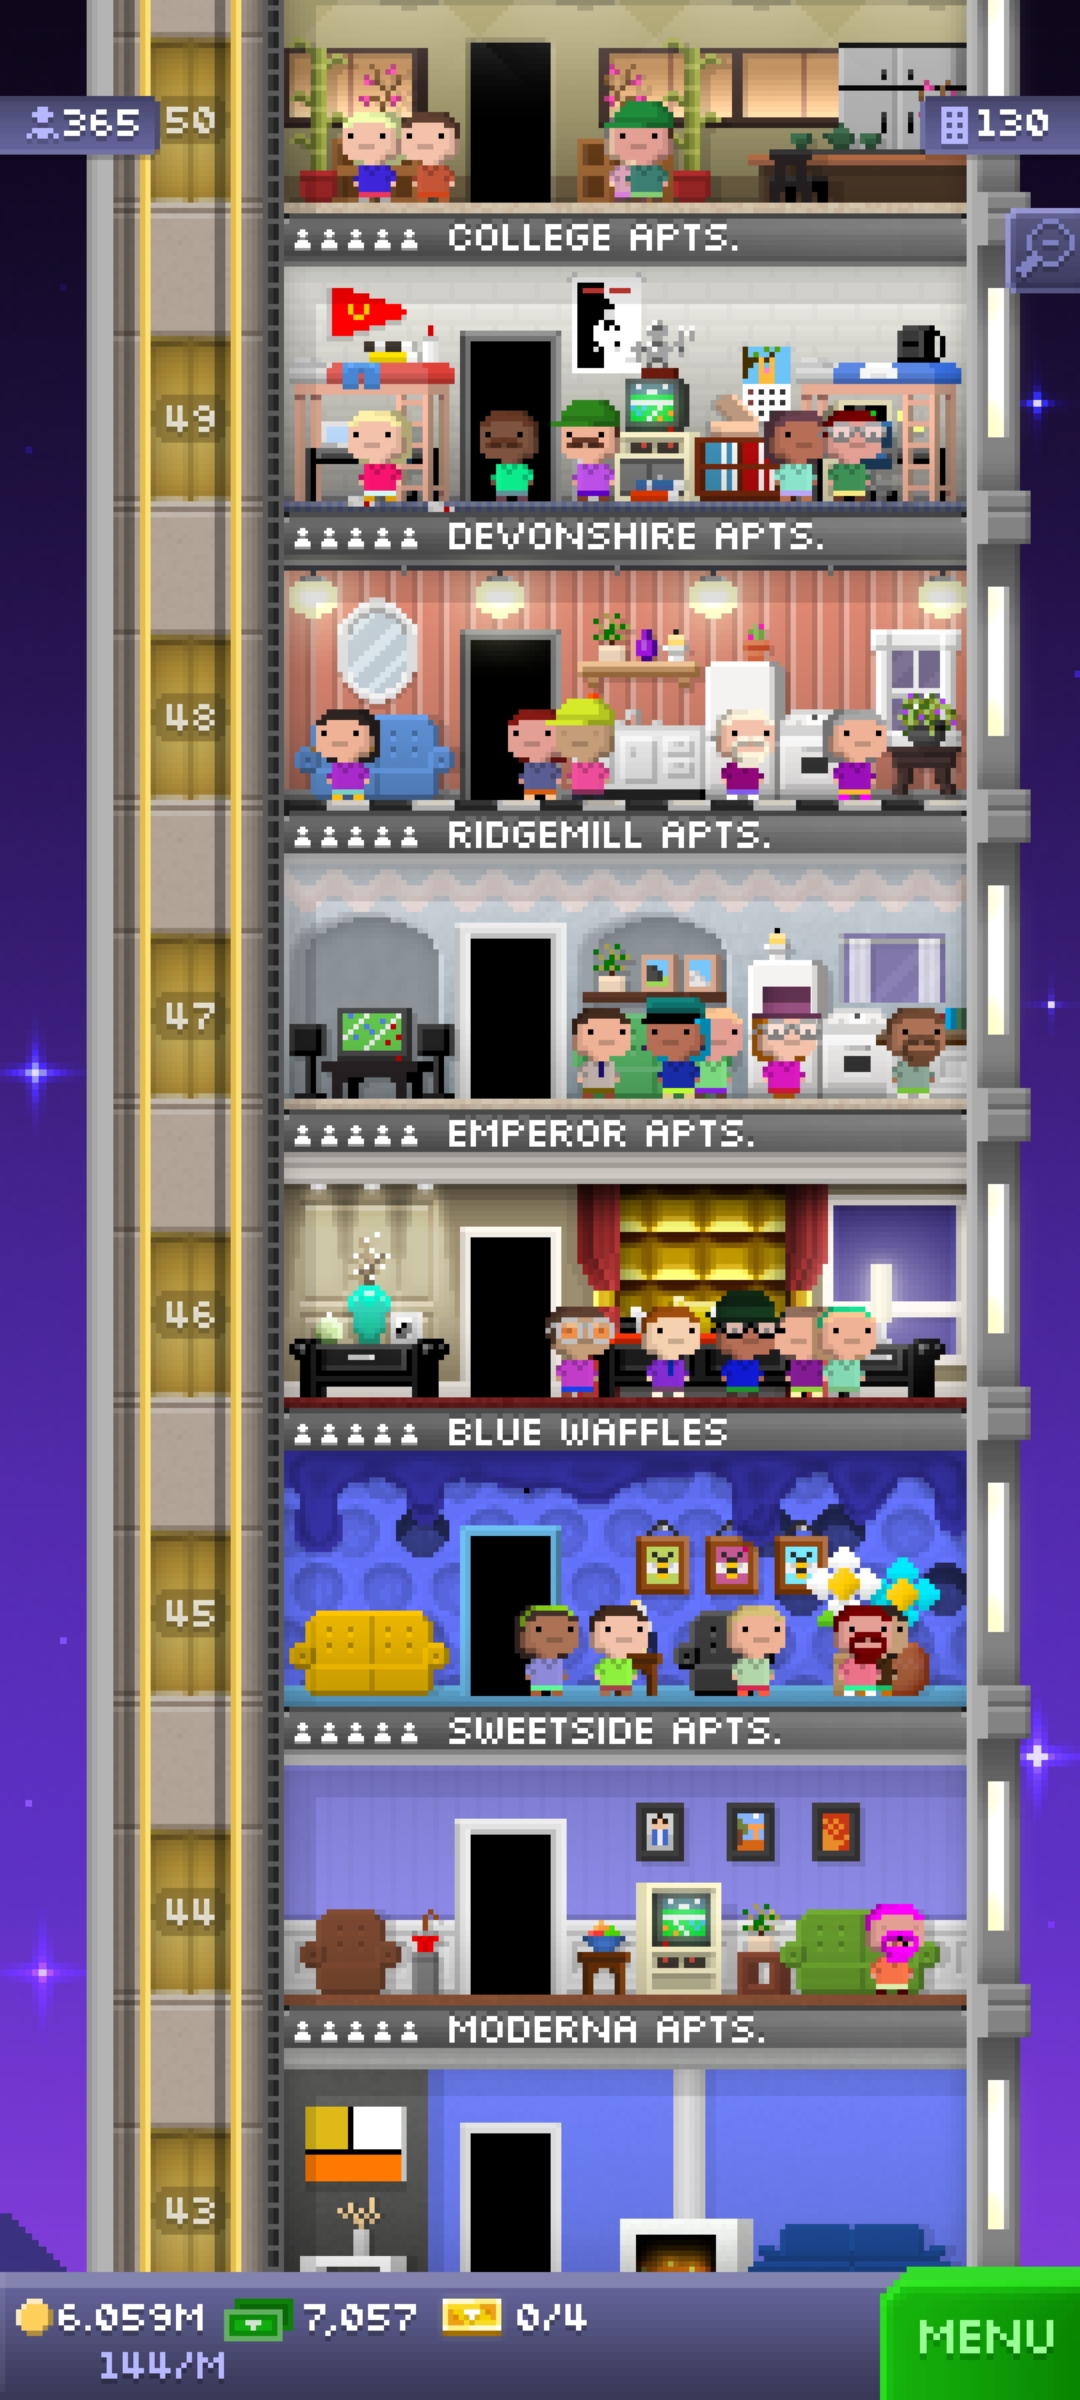 365
50
130
COLLEGE APTS.
49
DEVONSHIRE APTS.
48
RIDGEMILL APTS.
47
EMPEROR APTS.
46
BLUE WAFFLES
45
SWEETSIDE APTS.
44
MODERNA APTS.
43
6.059M 7,057 0/4
144/M
MENU